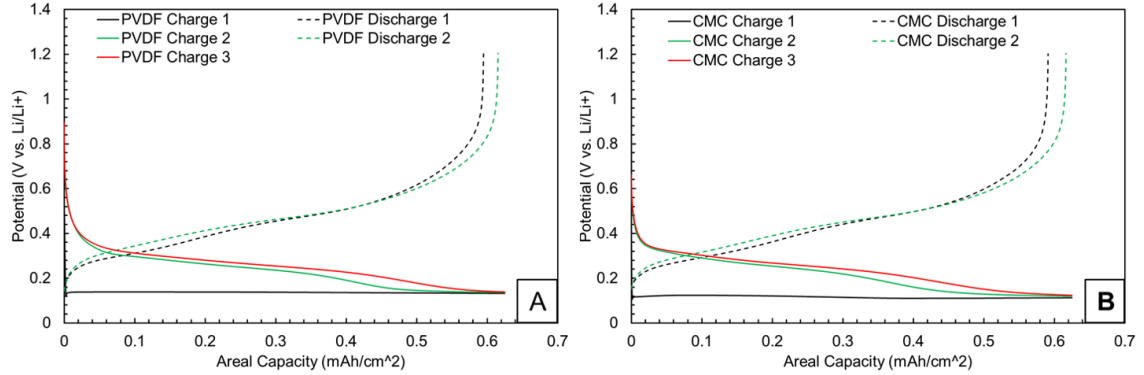 PVDF Charge 1 PVDF Discharge 1
PVDF Charge 2 PVDF Discharge 2
PVDF Charge 3
1.4
1.2
1
0.8
0.6
0.4
0.2
0
Potential (V vs. Li/Li+)
0 0.1 0.2 0.3 0.4 0.5 0.6 0.7
Areal Capacity (mAh/cm^2)
A
CMC Charge 1 CMC Discharge 1
CMC Charge 2 CMC Discharge 2
CMC Charge 3
1.4
1.2
1
0.8
0.6
0.4
0.2
0
Potential (V vs. Li/Li+)
0 0.1 0.2 0.3 0.4 0.5 0.6 0.7
Areal Capacity (mAh/cm^2)
B